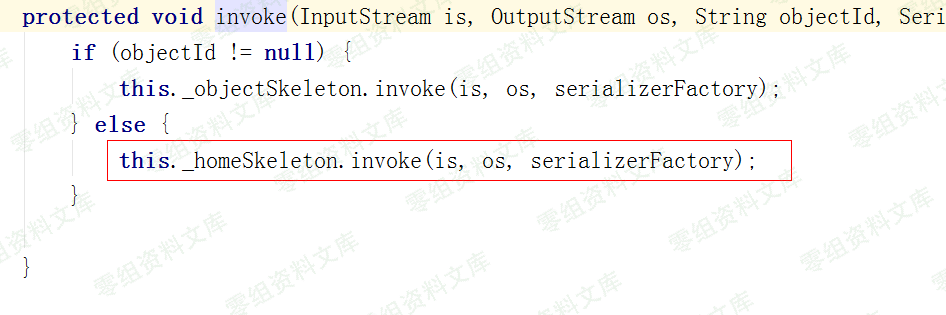 protected void invoke(InputStream is, OutputStream os, String objectId, Seri
if (objectId != null) {
this._objectSkeleton.invoke(is, os, serializerFactory);
} else {
this._homeSkeleton.invoke(is, os, serializerFactory);
}
}
零组资料文库